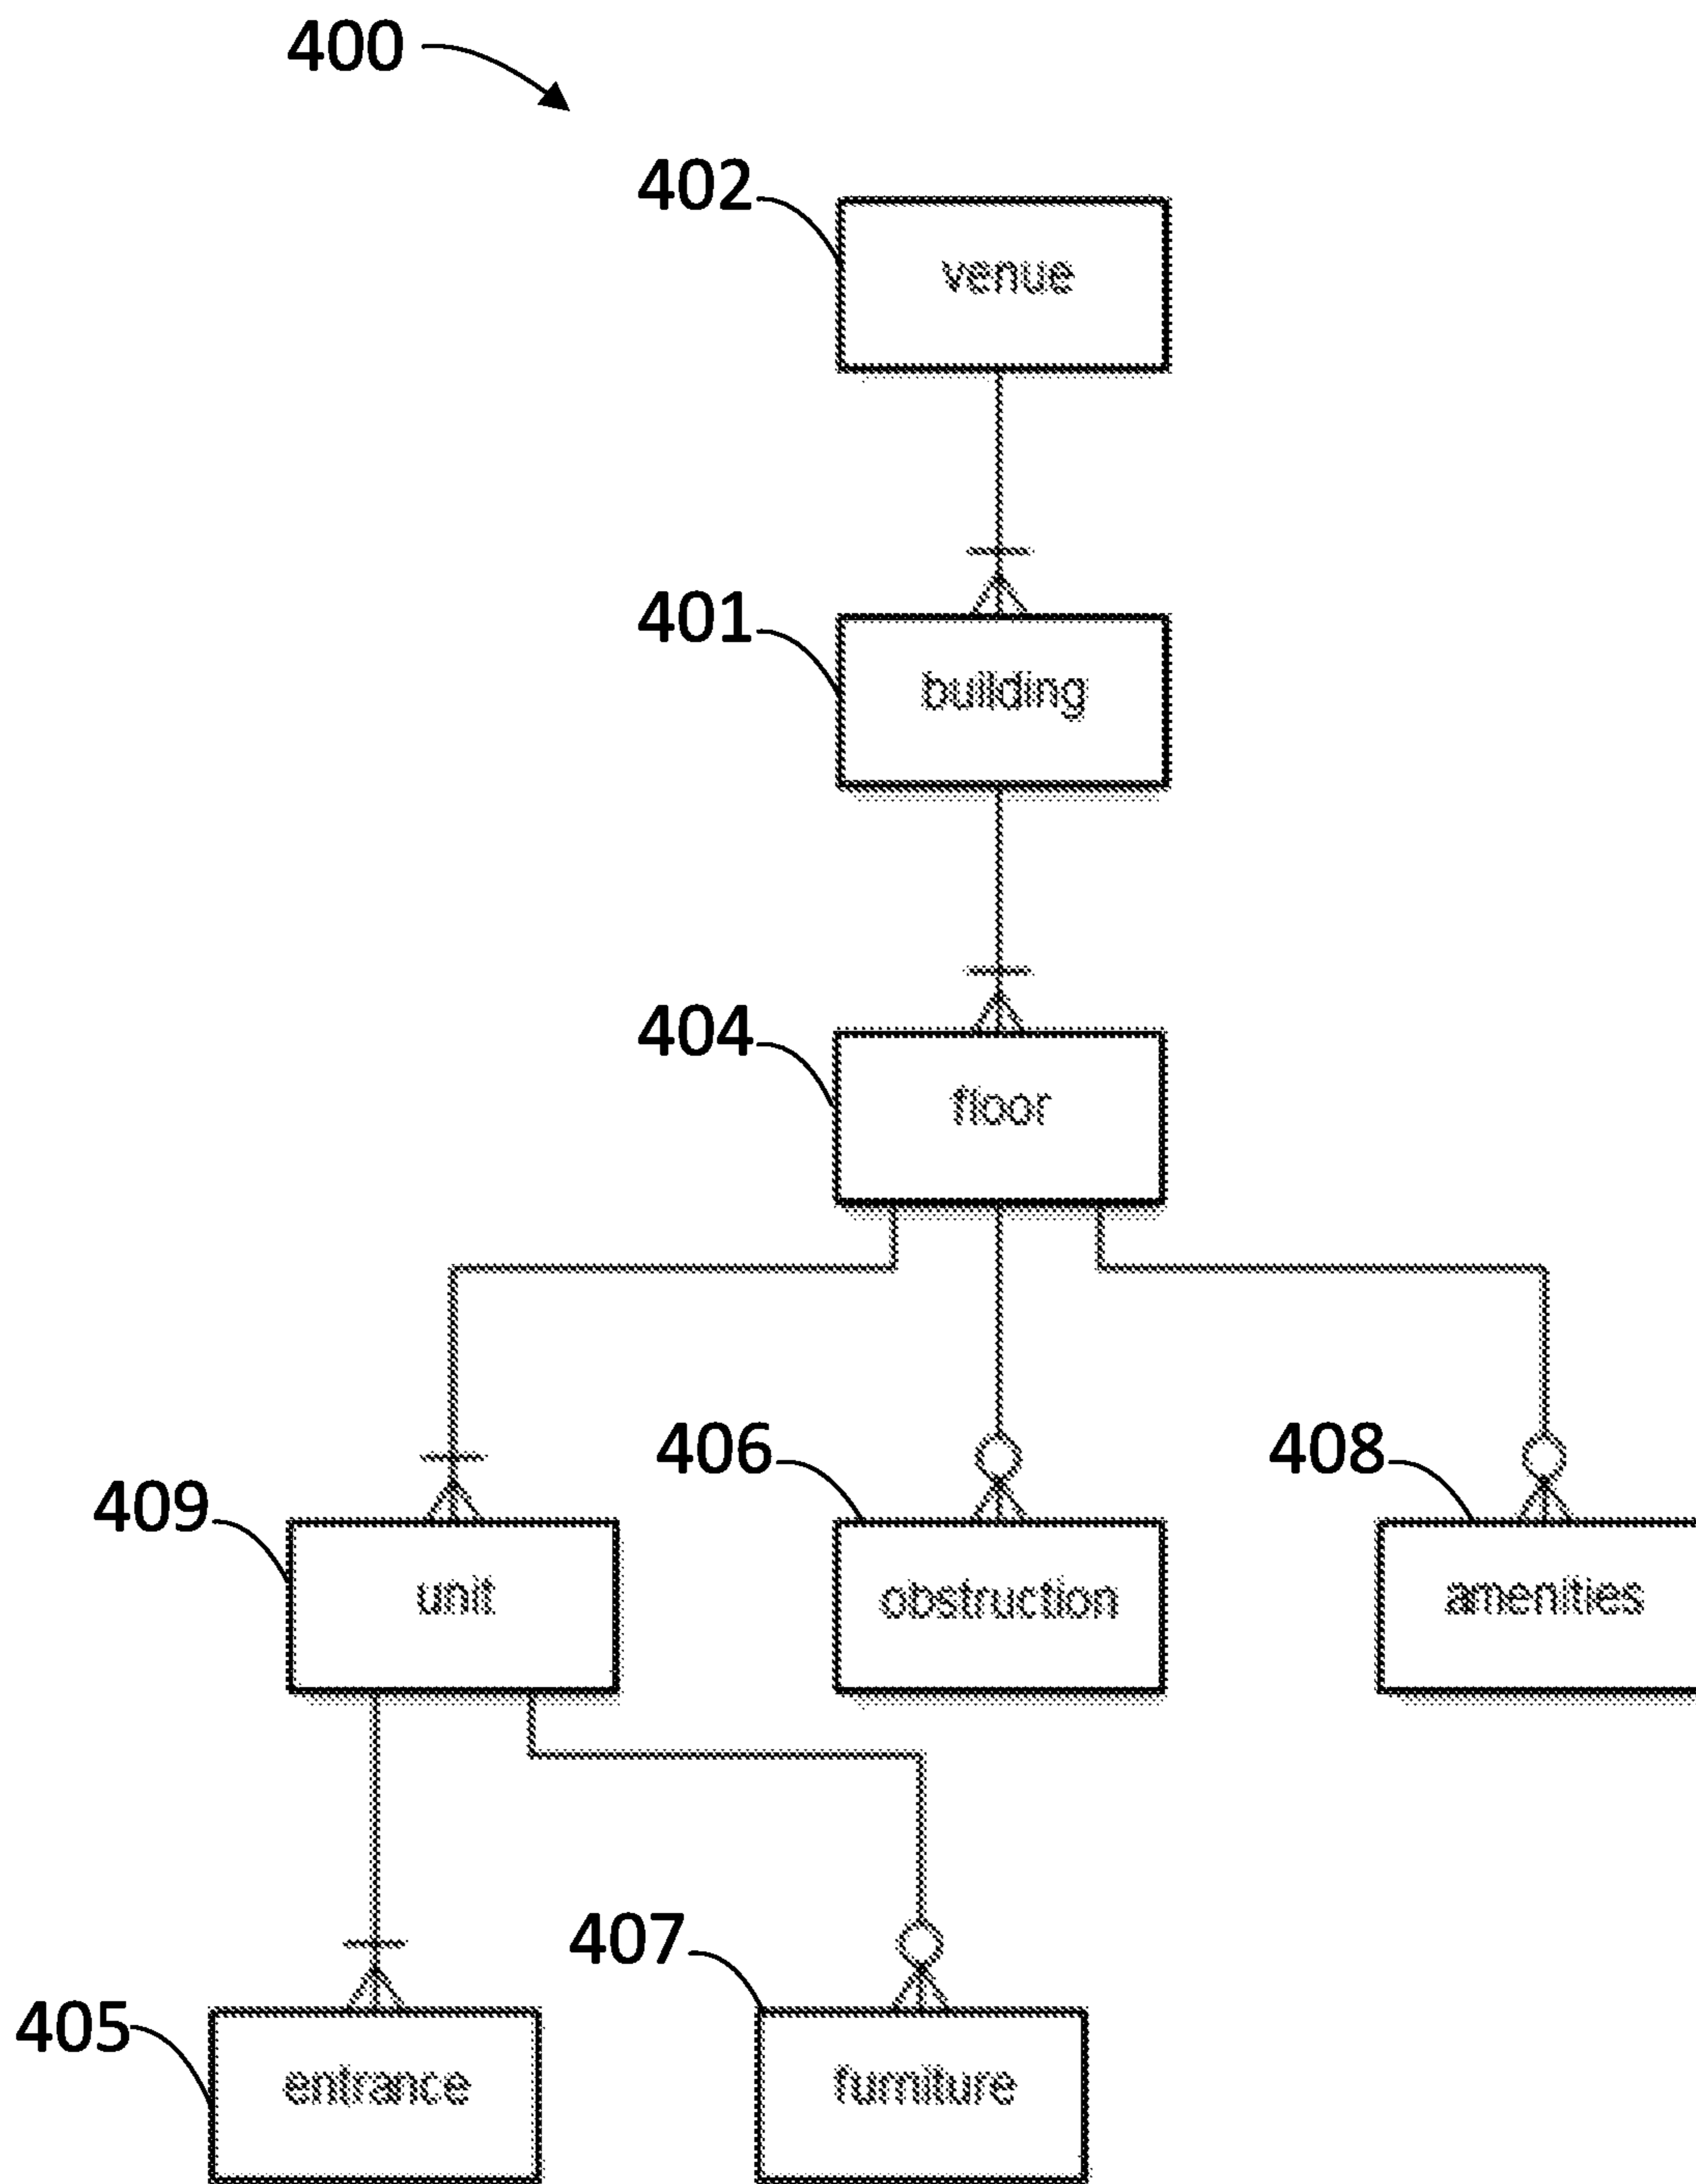 400
402
venue
401
building
404
floor
409
unit
406
obstruction
408
amenities
405
entrance
407
furniture